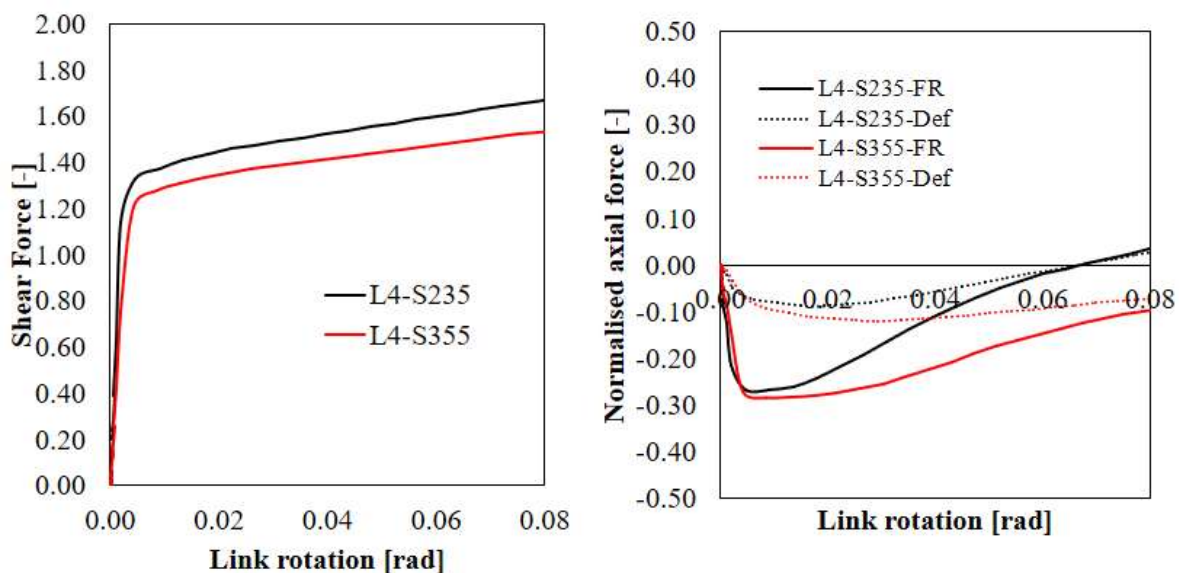 2.00
1.80
1.60
1.40
1.20
1.00
0.80
0.60
0.40
0.20
0.00
Shear Force [-]
L4-S235
L4-S355
0.00 0.02 0.04 0.06 0.08
Link rotation [rad]
0.50
0.40
0.30
0.20
0.10
0.00
-0.10
-0.20
-0.30
-0.40
-0.50
Normalised axial force [-]
L4-S235-FR
L4-S235-Def
L4-S355-FR
L4-S355-Def
0.00 0.02 0.04 0.06 0.08
Link rotation [rad]